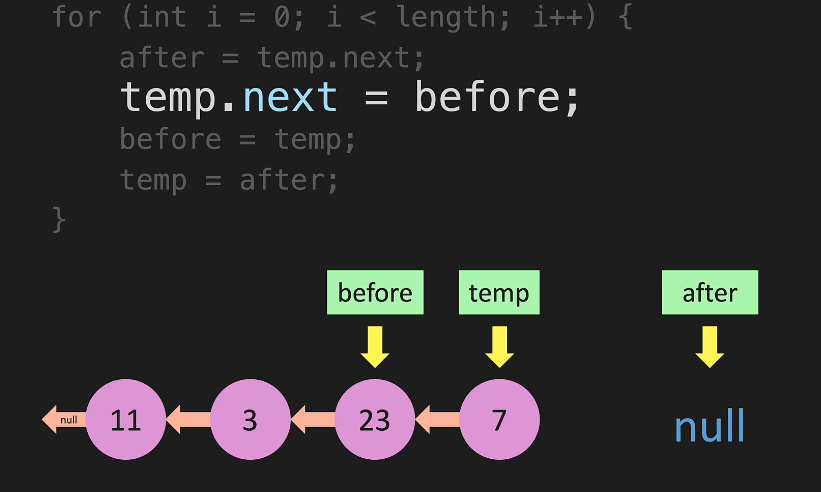 for (int i = 0; i < length; i++) {
after = temp.next;
temp.next = before;
before = temp;
temp = after;
}
before temp after
null 11 3 23 7 null